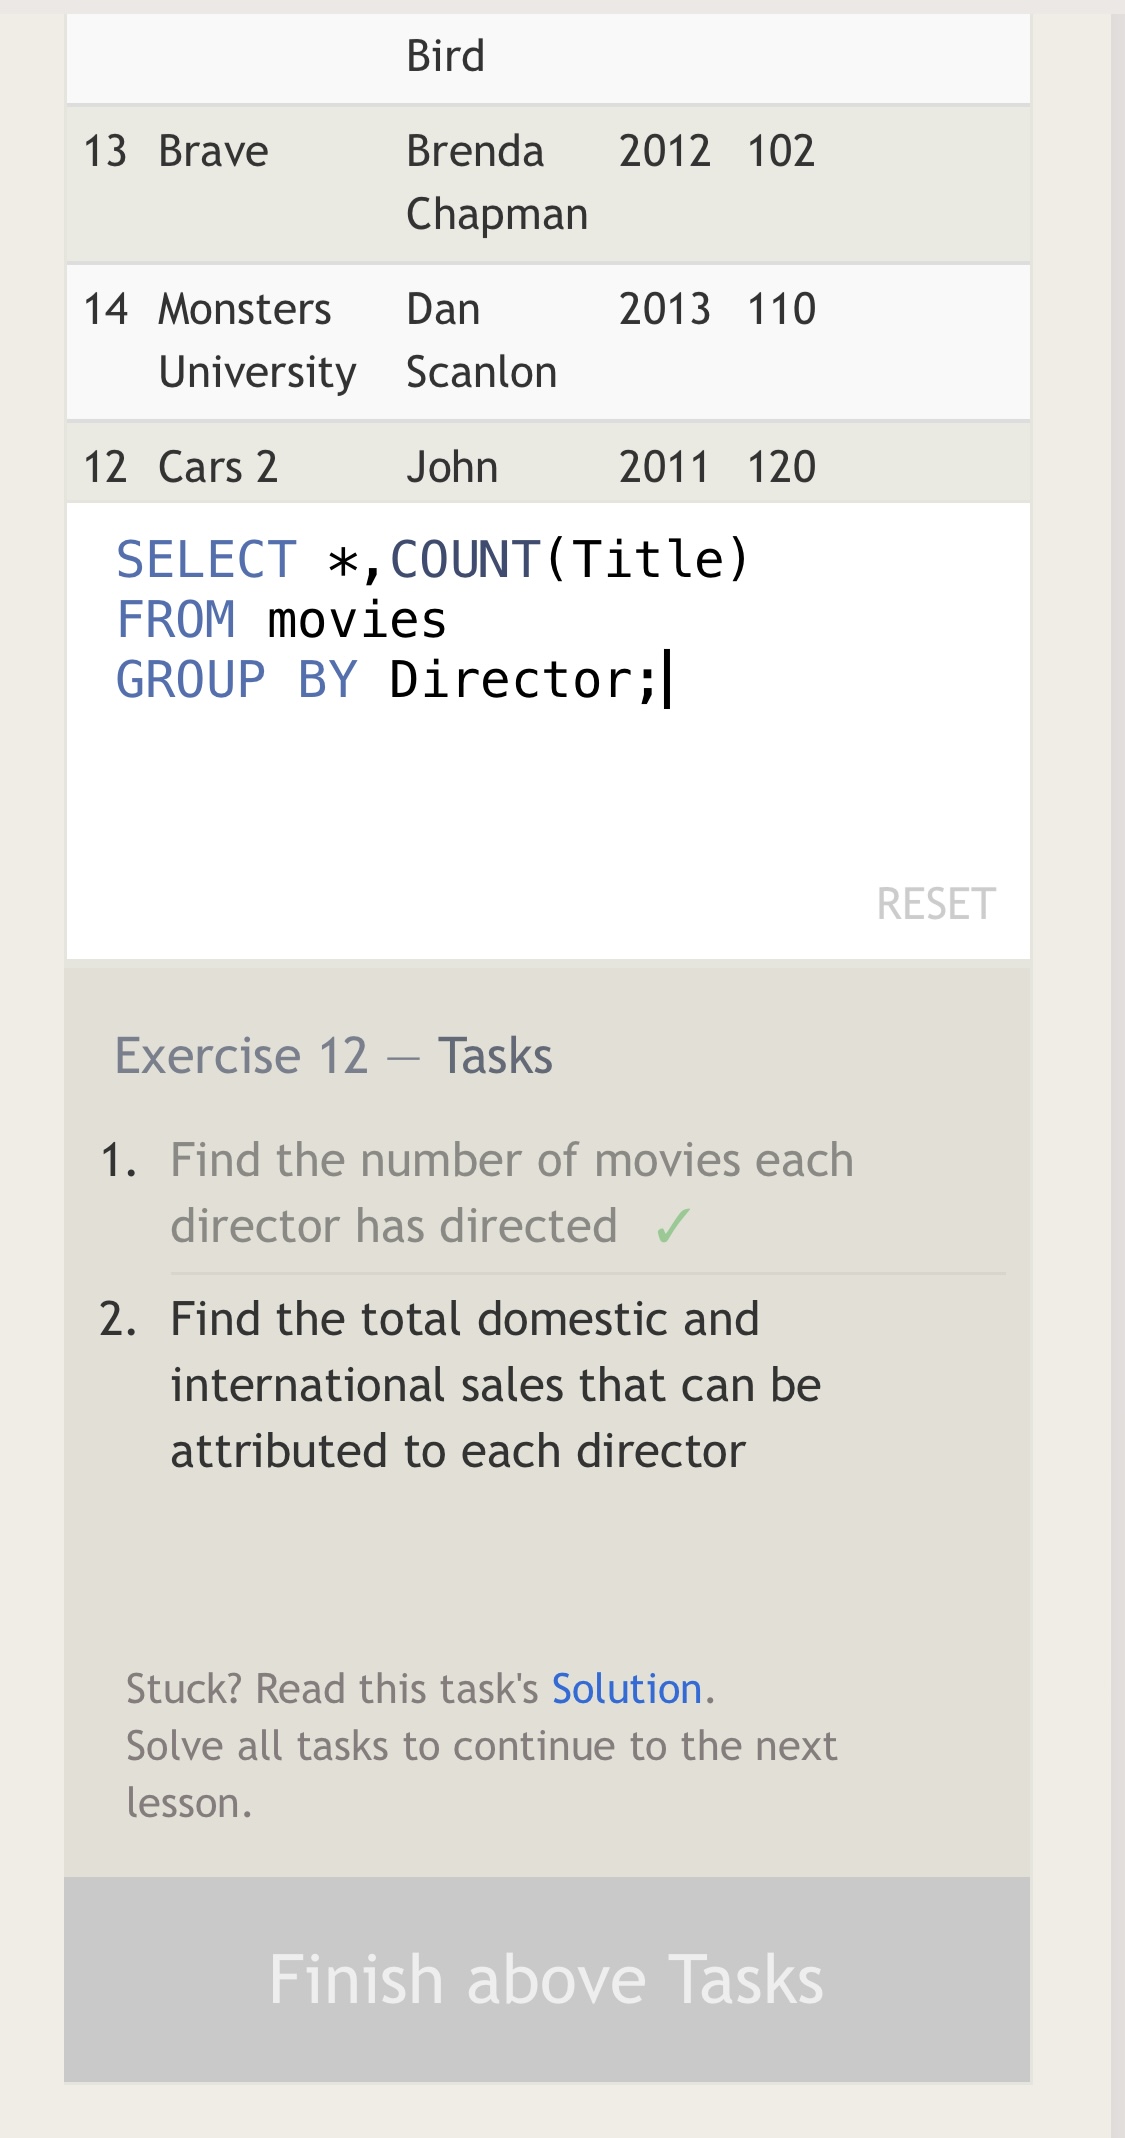 Bird
13 Brave Brenda 2012 102
Chapman
14 Monsters Dan 2013 110
University Scanlon
12 Cars 2 John 2011 120
SELECT *,COUNT(Title)
FROM movies
GROUP BY Director;
RESET
Exercise 12 — Tasks
1. Find the number of movies each
director has directed ✓
2. Find the total domestic and
international sales that can be
attributed to each director
Stuck? Read this task's Solution.
Solve all tasks to continue to the next
lesson.
Finish above Tasks